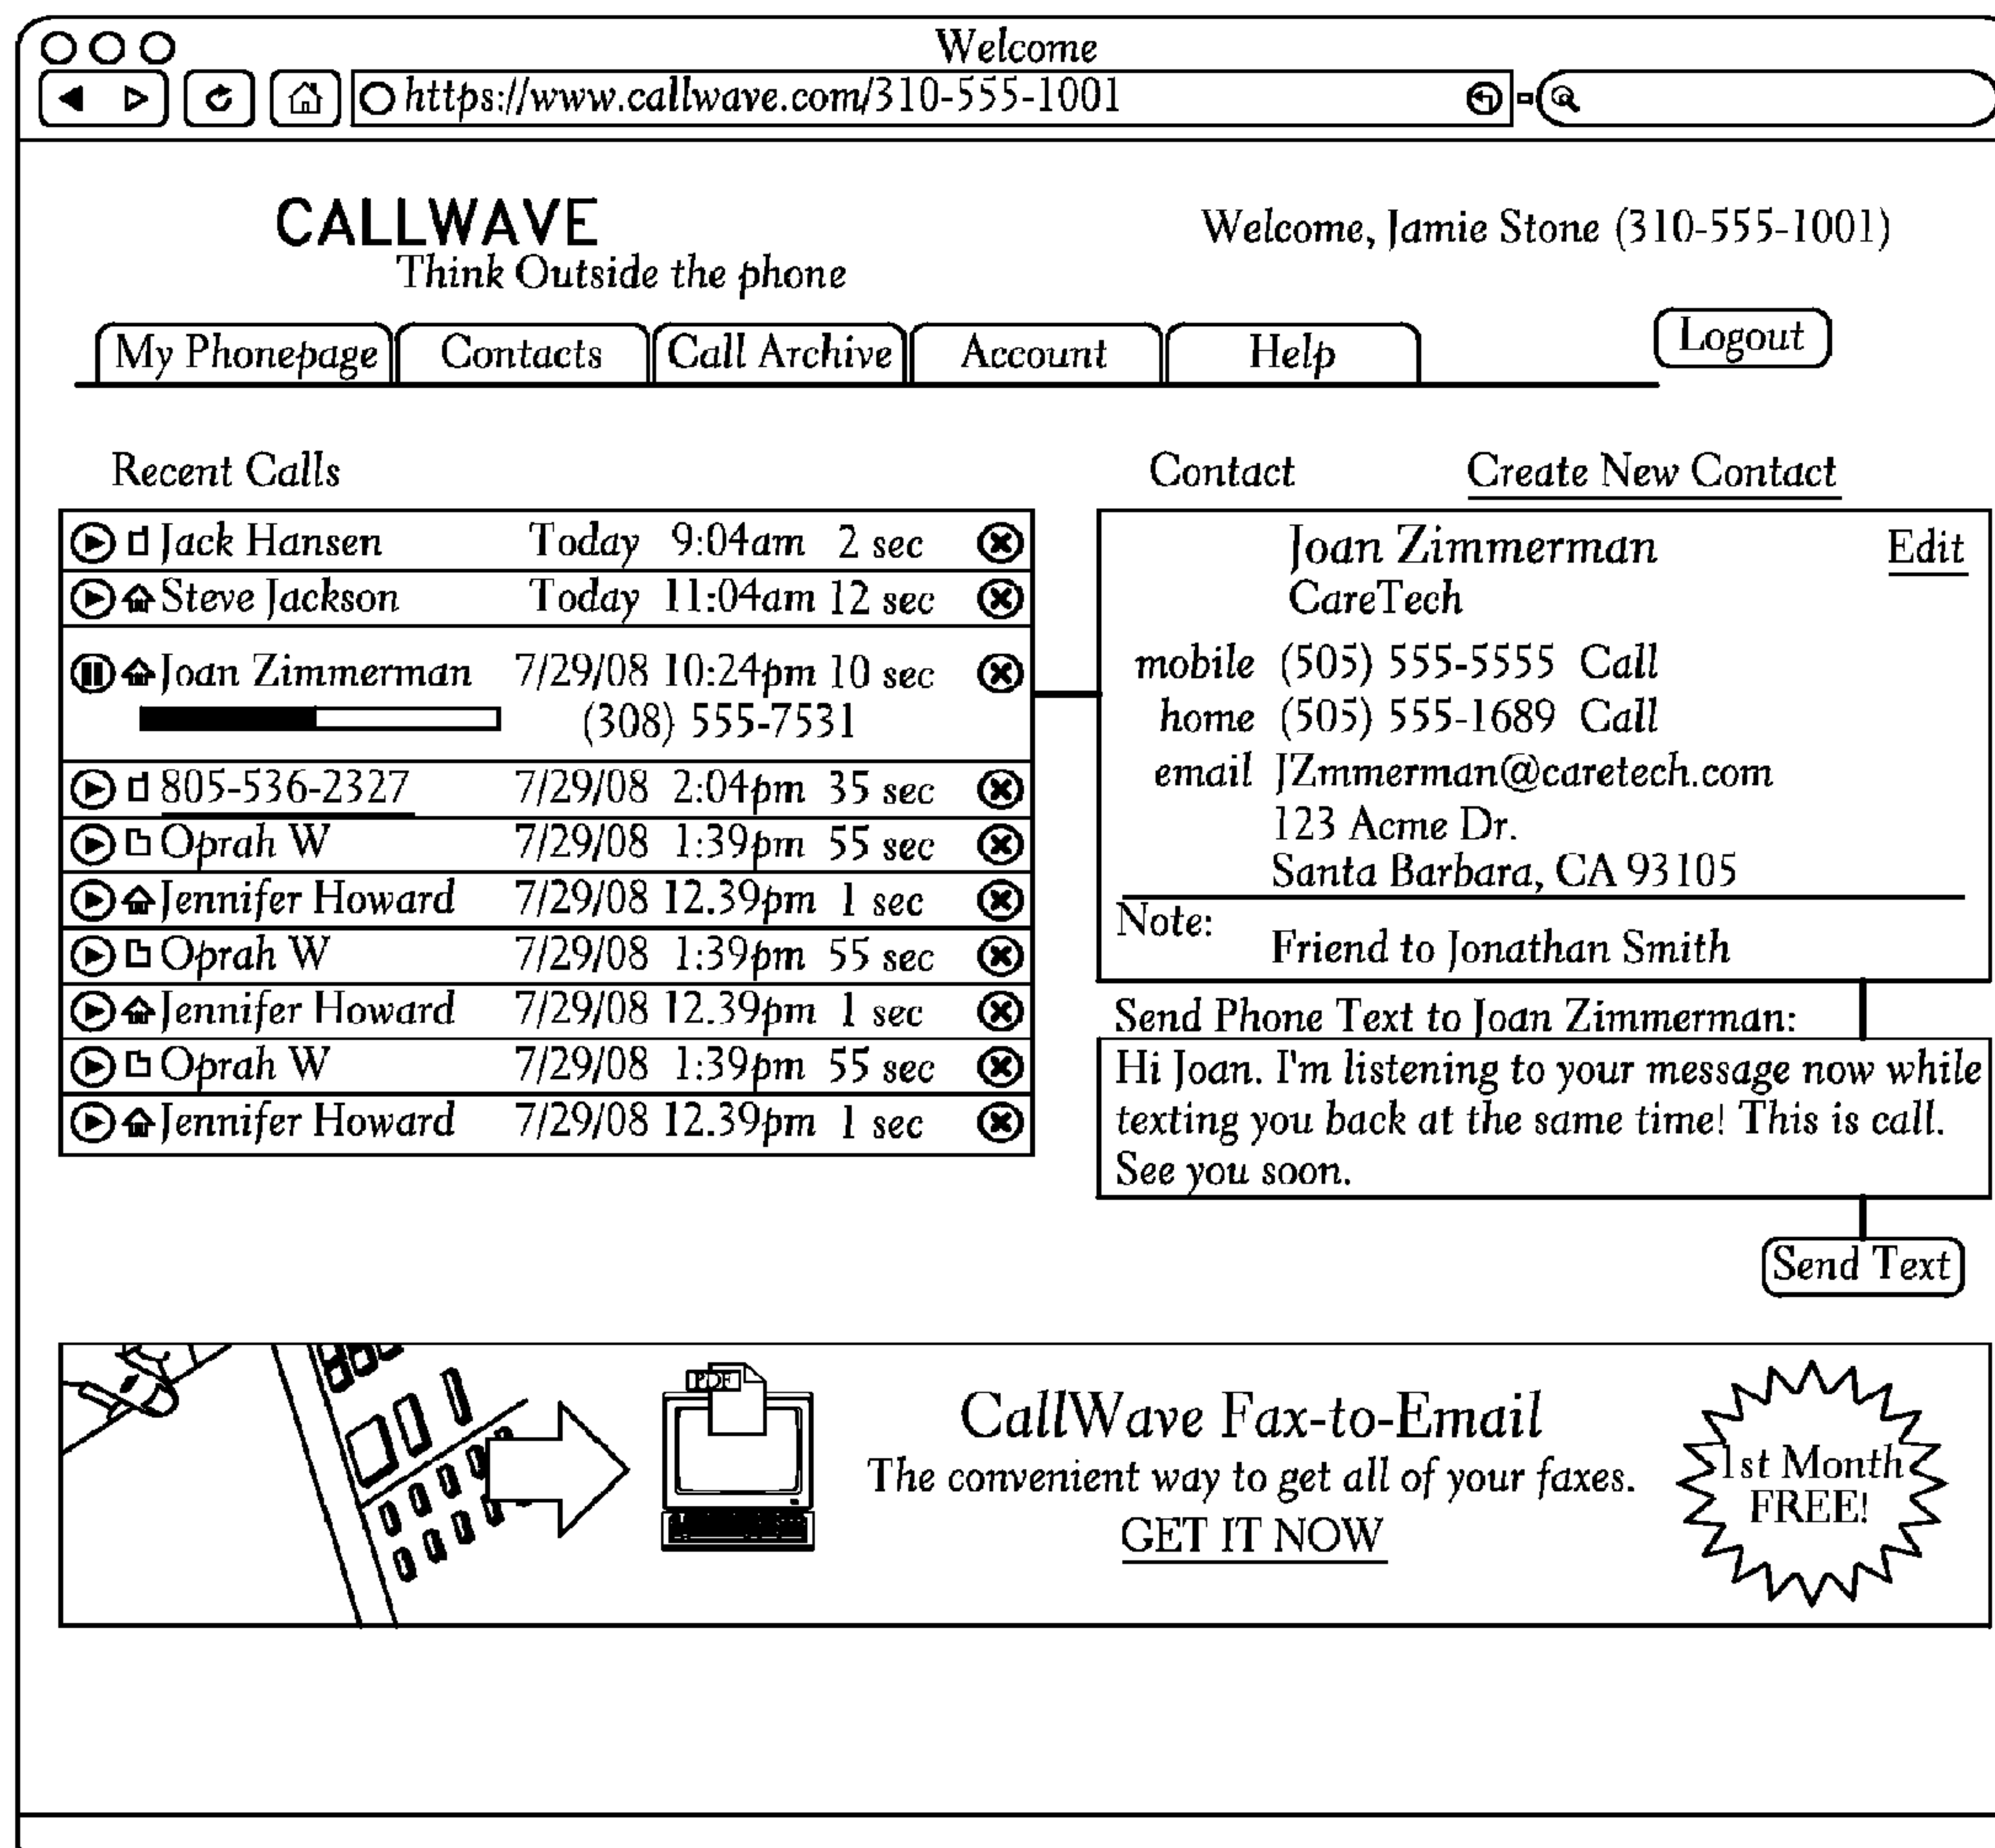 Welcome
https://www.callwave.com/310-555-1001
CALLWAVE
Think Outside the phone
Welcome, Jamie Stone (310-555-1001)
My Phonepage Contacts Call Archive Account Help Logout
Recent Calls
Jack Hansen Today 9:04am 2 sec
Steve Jackson Today 11:04am 12 sec
Joan Zimmerman 7/29/08 10:24pm 10 sec
(308) 555-7531
805-536-2327 7/29/08 2:04pm 35 sec
Oprah W 7/29/08 1:39pm 55 sec
Jennifer Howard 7/29/08 12.39pm 1 sec
Oprah W 7/29/08 1:39pm 55 sec
Jennifer Howard 7/29/08 12.39pm 1 sec
Oprah W 7/29/08 1:39pm 55 sec
Jennifer Howard 7/29/08 12.39pm 1 sec
Contact Create New Contact
Joan Zimmerman Edit
CareTech
mobile (505) 555-5555 Call
home (505) 555-1689 Call
email JZmmerman@caretech.com
123 Acme Dr.
Santa Barbara, CA 93105
Note:
Friend to Jonathan Smith
Send Phone Text to Joan Zimmerman:
Hi Joan. I'm listening to your message now while
texting you back at the same time! This is call.
See you soon.
Send Text
PDF
CallWave Fax-to-Email
The convenient way to get all of your faxes.
GET IT NOW
1st Month
FREE!